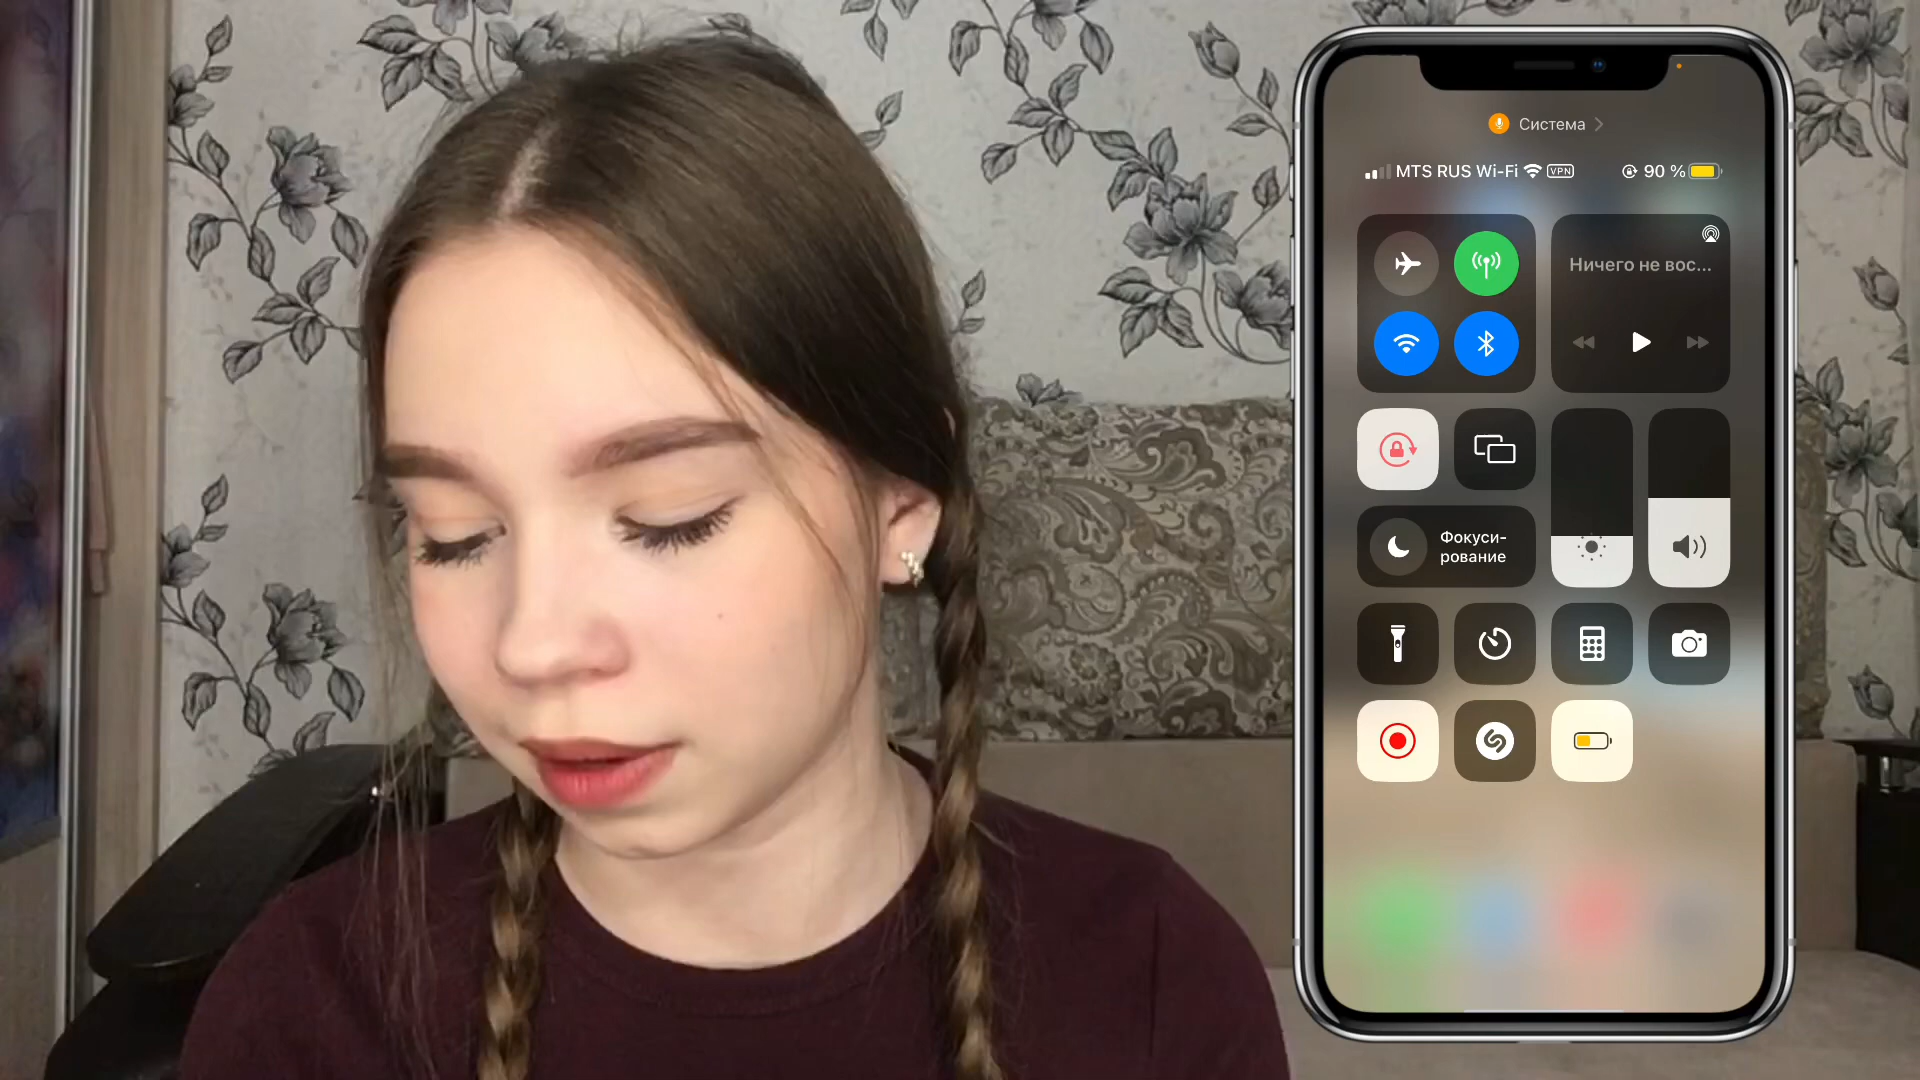 Система
MTS RUS Wi-Fi VPN 90 %
Ничего не вос...
Фокуси-
рование